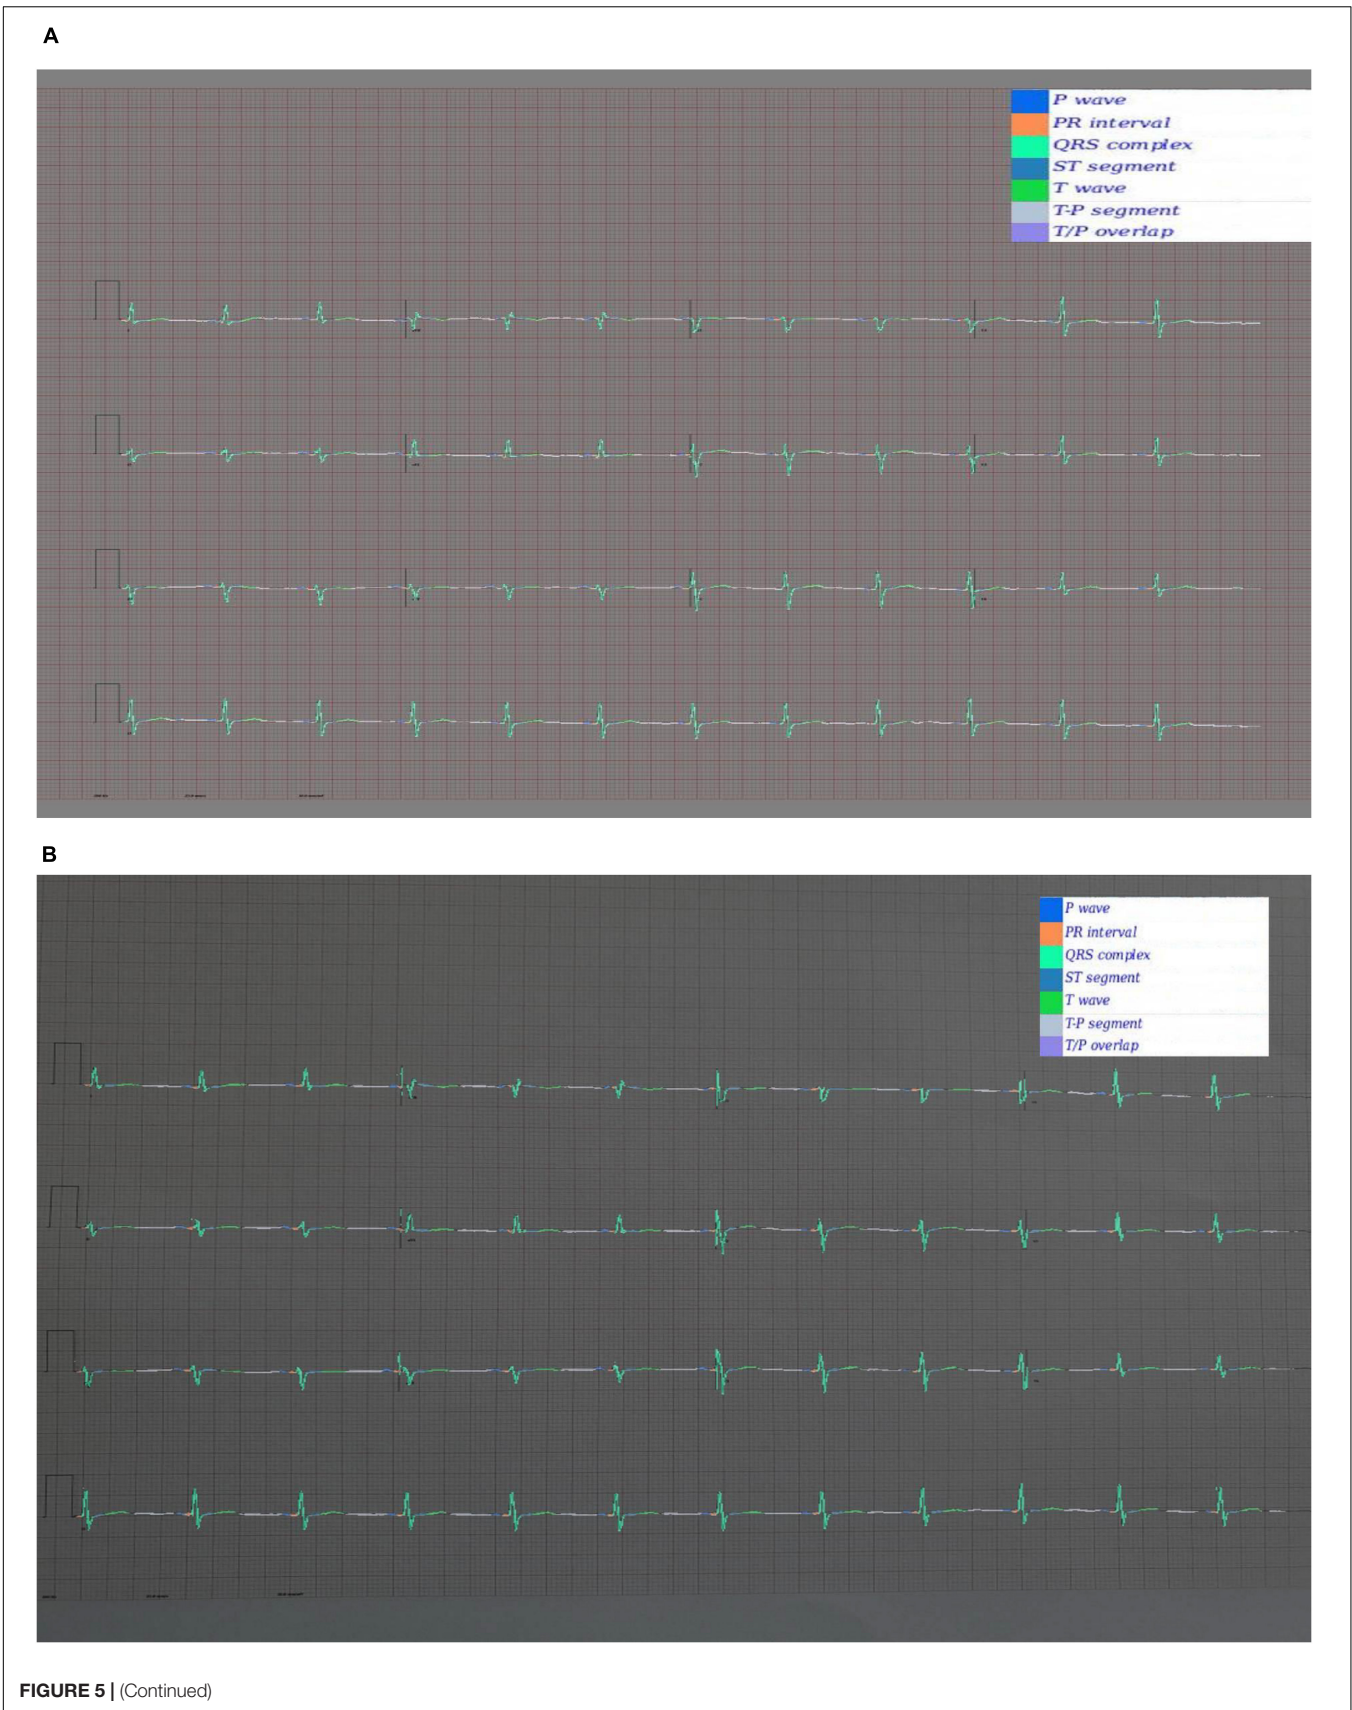 A
P wave
PR interval
QRS complex
ST segment
T wave
T-P segment
T/P overlap
B
P wave
PR interval
QRS complex
ST segment
T wave
T-P segment
T/P overlap
FIGURE 5 | (Continued)